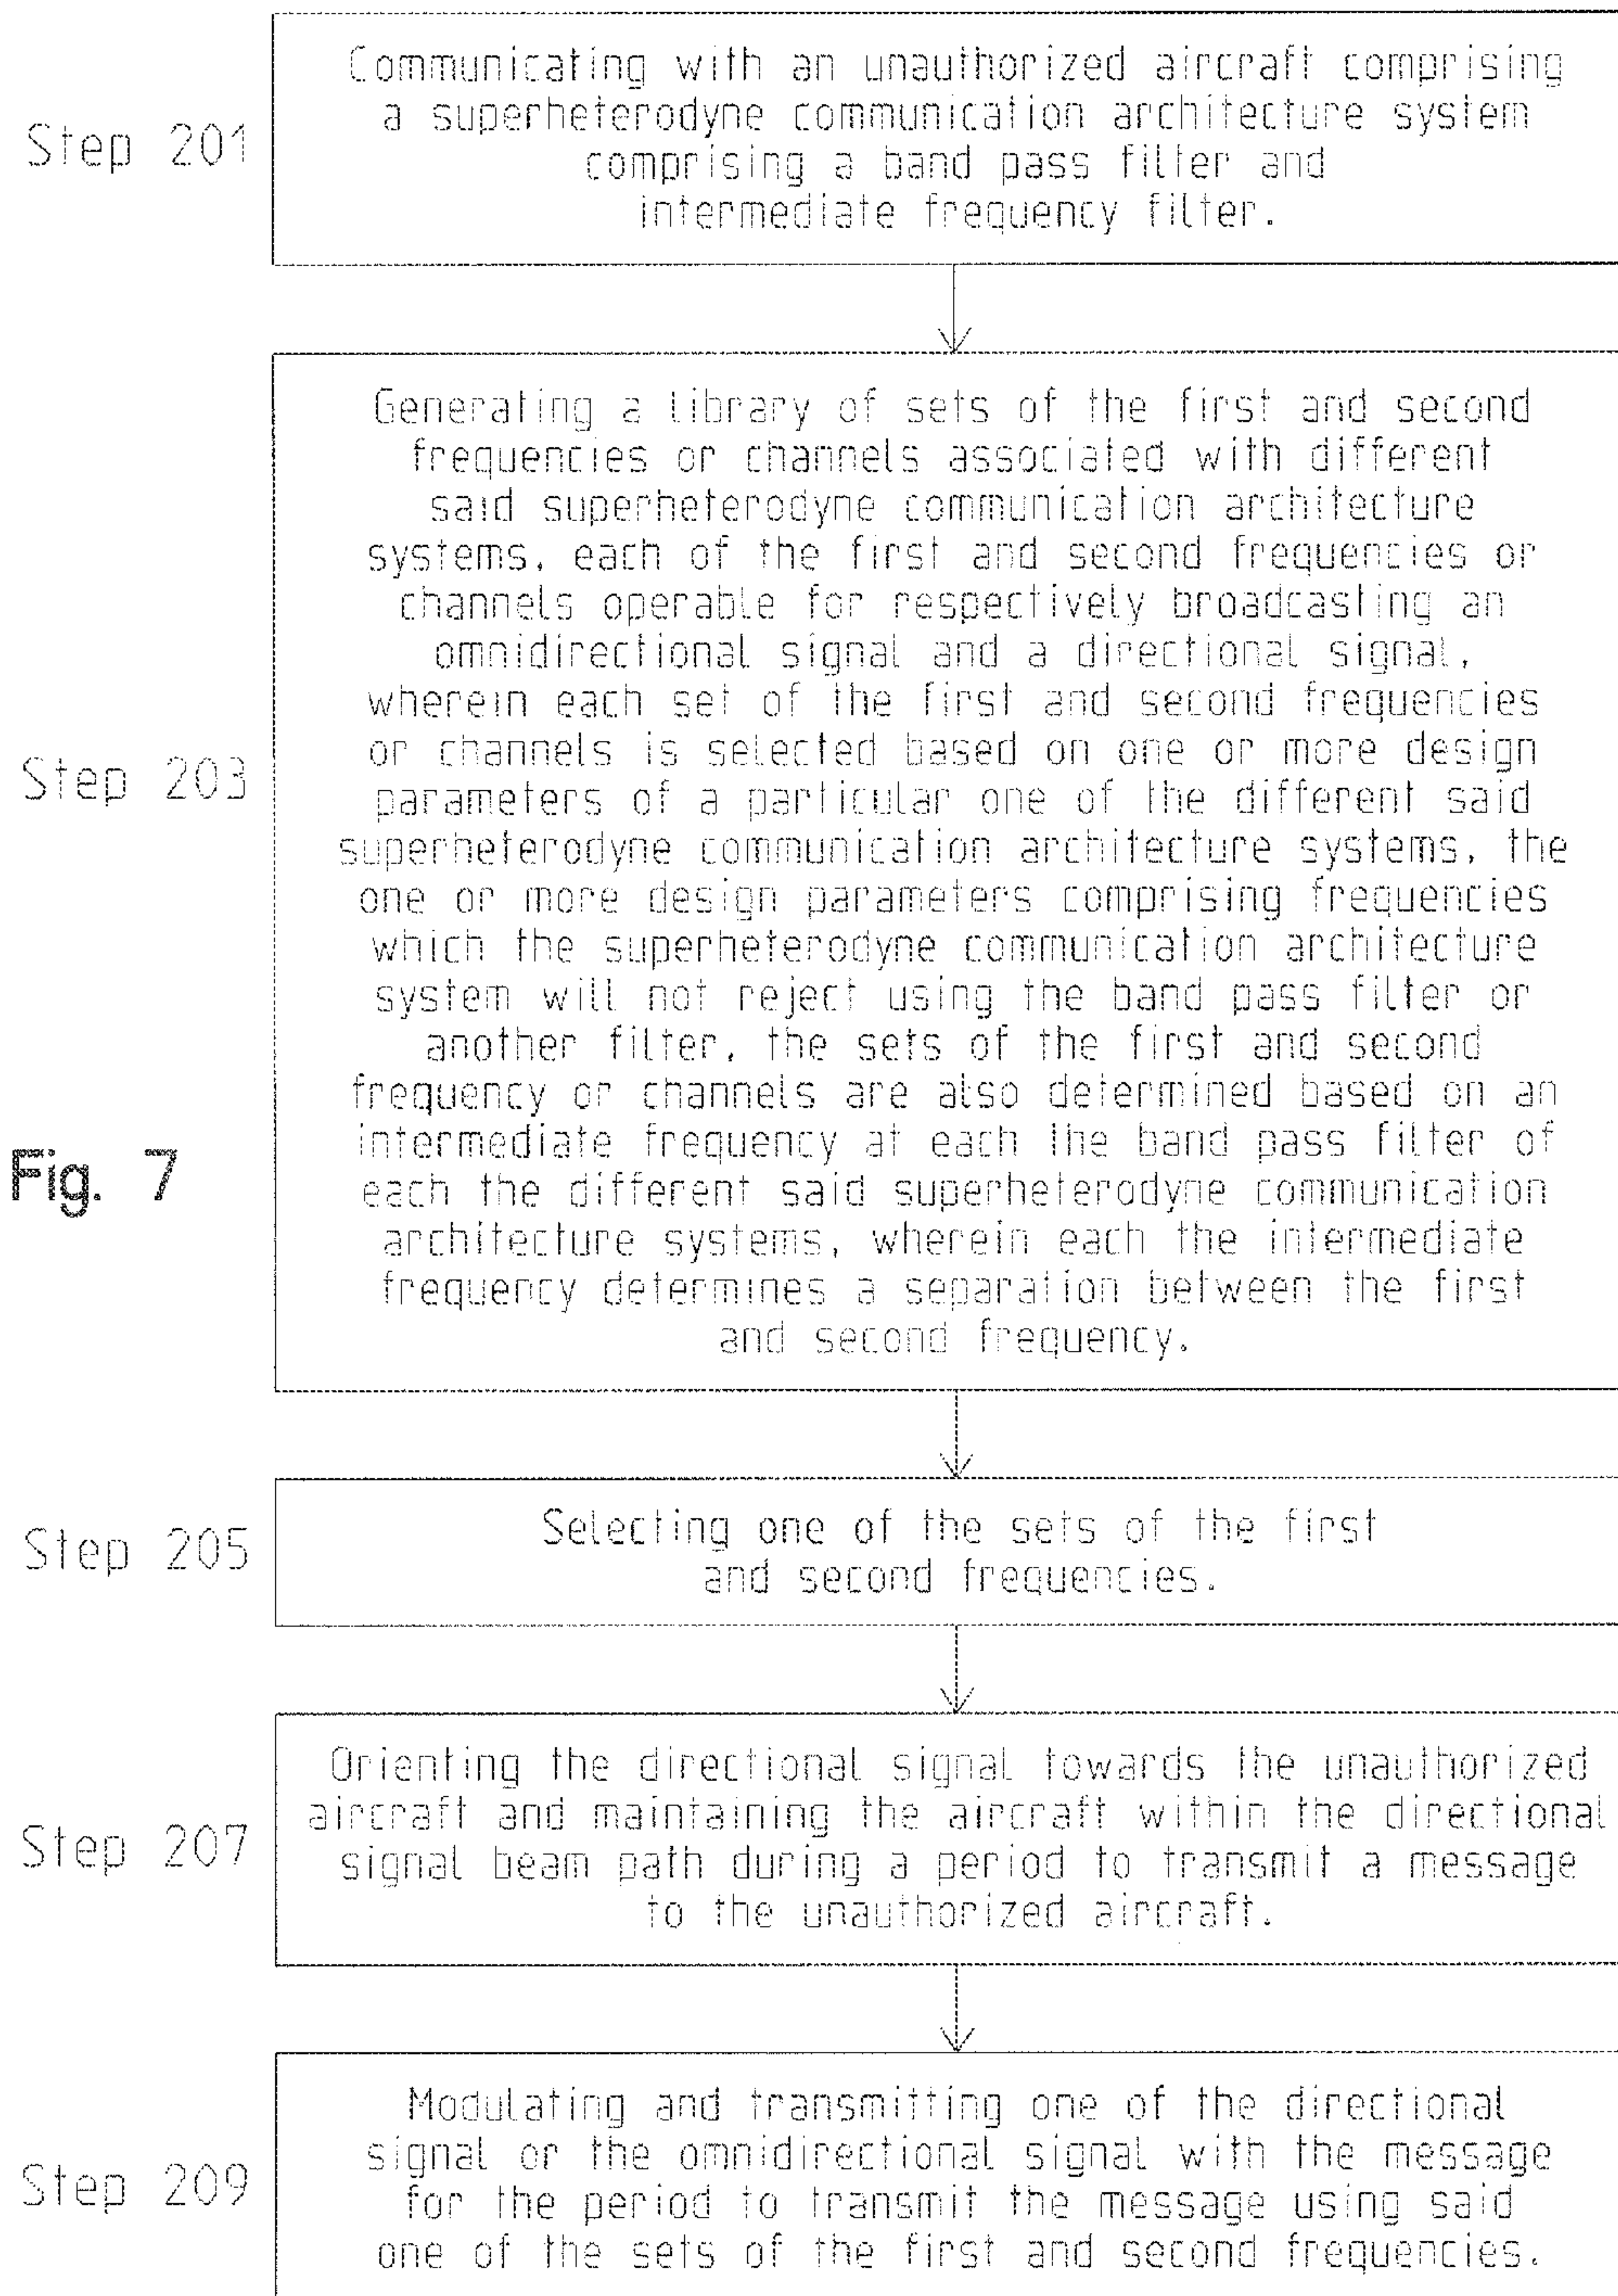 Step 201
Communicating with an unauthorized aircraft comprising
a superheterodyne communication architecture system
comprising a band pass filter and
intermediate frequency filter.
Step 203
Generating a library of sets of the first and second
frequencies or channels associated with different
said superheterodyne communication architecture
systems, each of the first and second frequencies or
channels operable for respectively broadcasting an
omnidirectional signal and a directional signal,
wherein each set of the first and second frequencies
or channels is selected based on one or more design
parameters of a particular one of the different said
superheterodyne communication architecture systems, the
one or more design parameters comprising frequencies
which the superheterodyne communication architecture
system will not reject using the band pass filter or
another filter, the sets of the first and second
frequency or channels are also determined based on an
intermediate frequency at each the band pass filter of
each the different said superheterodyne communication
architecture systems, wherein each the intermediate
frequency determines a separation between the first
and second frequency.
Fig. 7
Step 205
Selecting one of the sets of the first
and second frequencies.
Step 207
Orienting the directional signal towards the unauthorized
aircraft and maintaining the aircraft within the directional
signal beam path during a period to transmit a message
to the unauthorized aircraft.
Step 209
Modulating and transmitting one of the directional
signal or the omnidirectional signal with the message
for the period to transmit the message using said
one of the sets of the first and second frequencies.